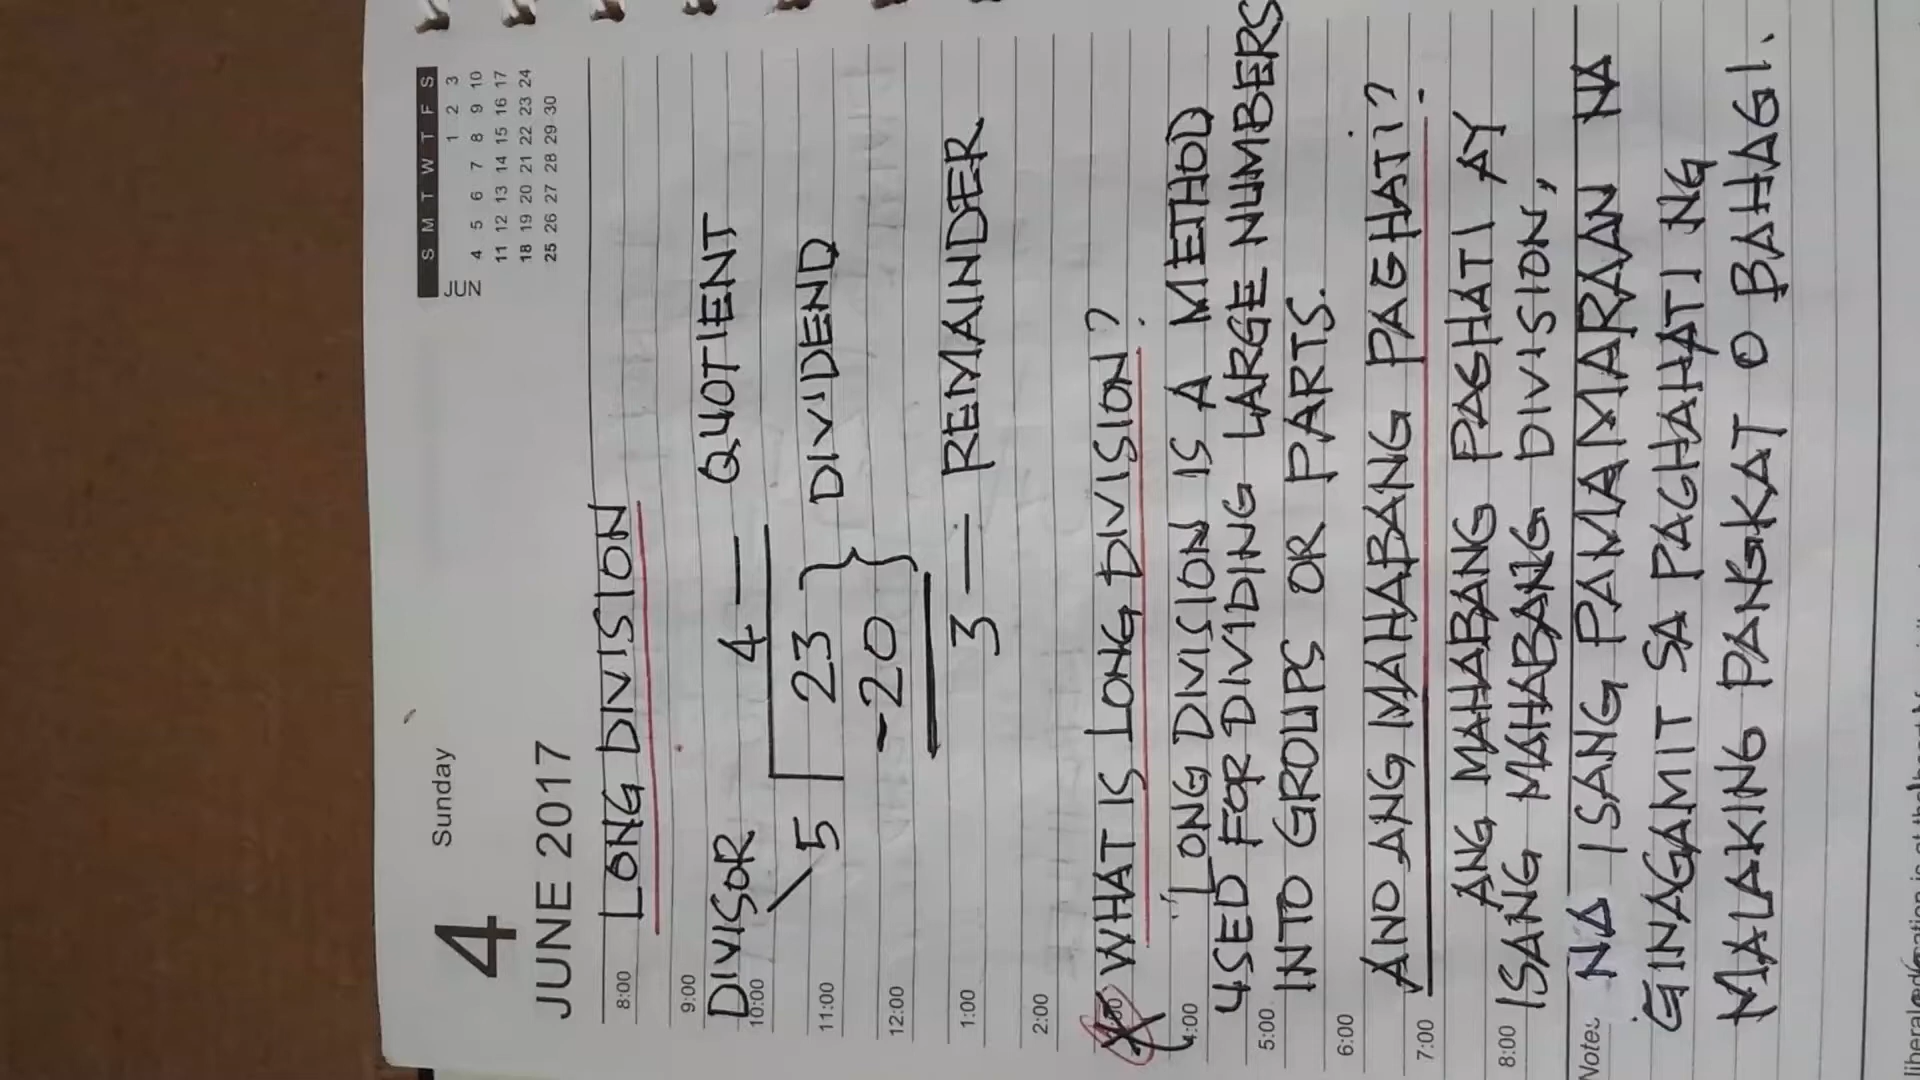 4 Sunday
JUNE 2017
S M T W T F S
JUN 1 2 3
4 5 6 7 8 9 10
11 12 13 14 15 16 17
18 19 20 21 22 23 24
25 26 27 28 29 30
8:00 LONG DIVISION
9:00
DIVISOR 4 — QUOTIENT
10:00
11:00 5 23 } DIVIDEND
12:00 -20 }
1:00 3 — REMAINDER
2:00
WHAT IS LONG DIVISION?
4:00 LONG DIVISION IS A METHOD
USED FOR DIVIDING LARGE NUMBERS
5:00 INTO GROUPS OR PARTS.
6:00
ANO ANG MAHABANG PAGHATI?
7:00
ANG MAHABANG PAGHATI AY
8:00 ISANG MAHABANG DIVISION,
Notes NA ISANG PAMAMARAAN NA
GINAGAMIT SA PAGHAHATI NG
MALAKING PANGKAT O BAHAGI.